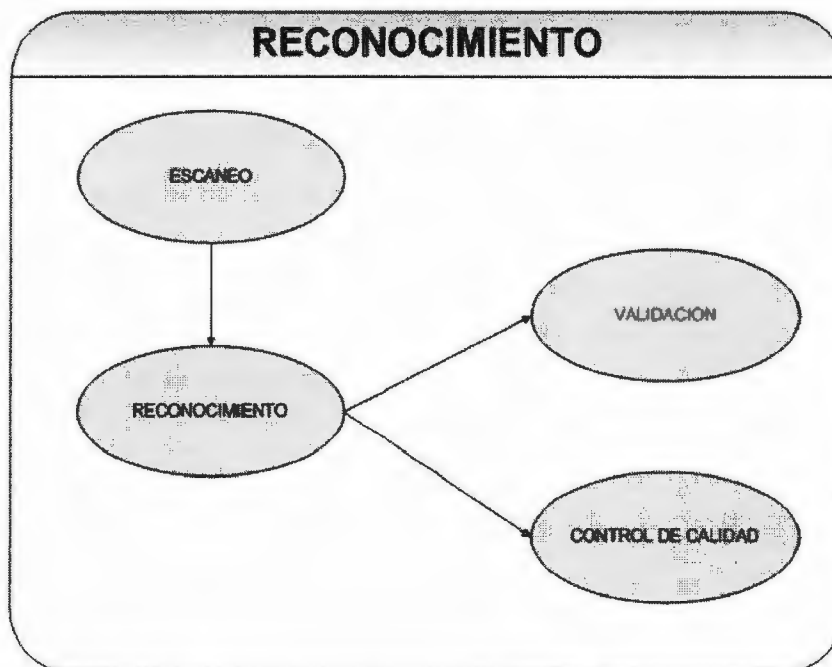 RECONOCIMIENTO
ESCANEO
VALIDACION
RECONOCIMIENTO
CONTROL DE CALIDAD